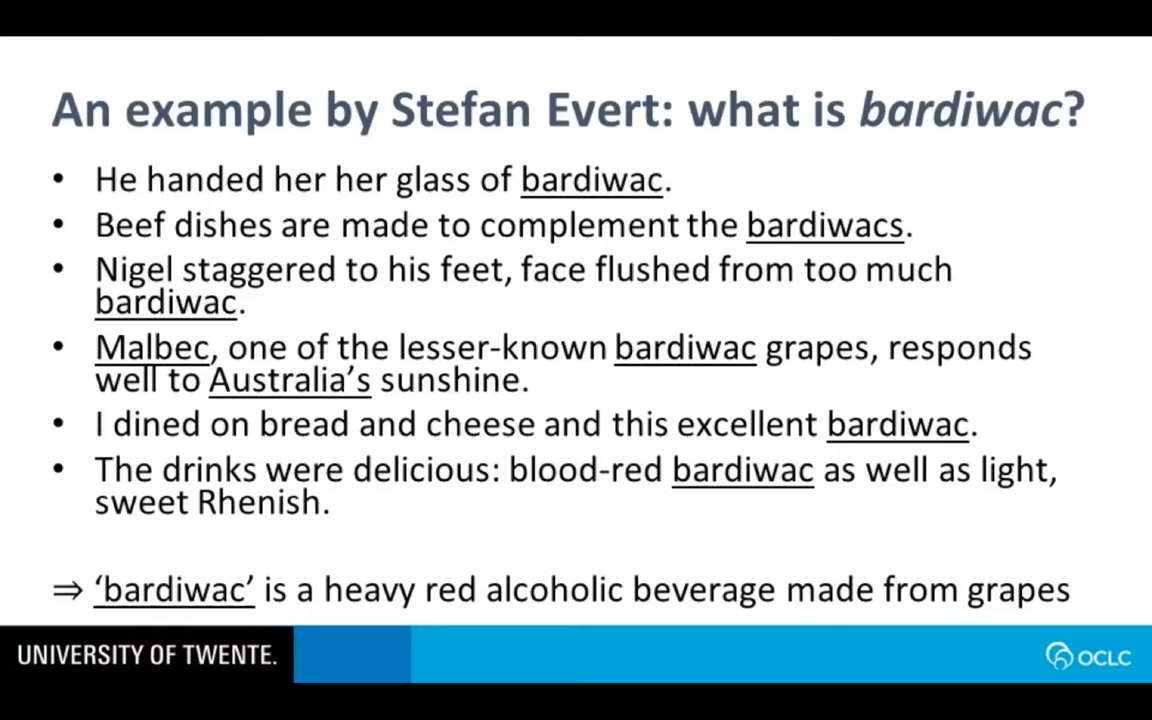 An example by Stefan Evert: what is bardiwac?
• He handed her her glass of bardiwac.
• Beef dishes are made to complement the bardiwacs.
• Nigel staggered to his feet, face flushed from too much
bardiwac.
• Malbec, one of the lesser-known bardiwac grapes, responds
well to Australia's sunshine.
• I dined on bread and cheese and this excellent bardiwac.
• The drinks were delicious: blood-red bardiwac as well as light,
sweet Rhenish.
⇒ ‘bardiwac’ is a heavy red alcoholic beverage made from grapes
UNIVERSITY OF TWENTE.
OCLC